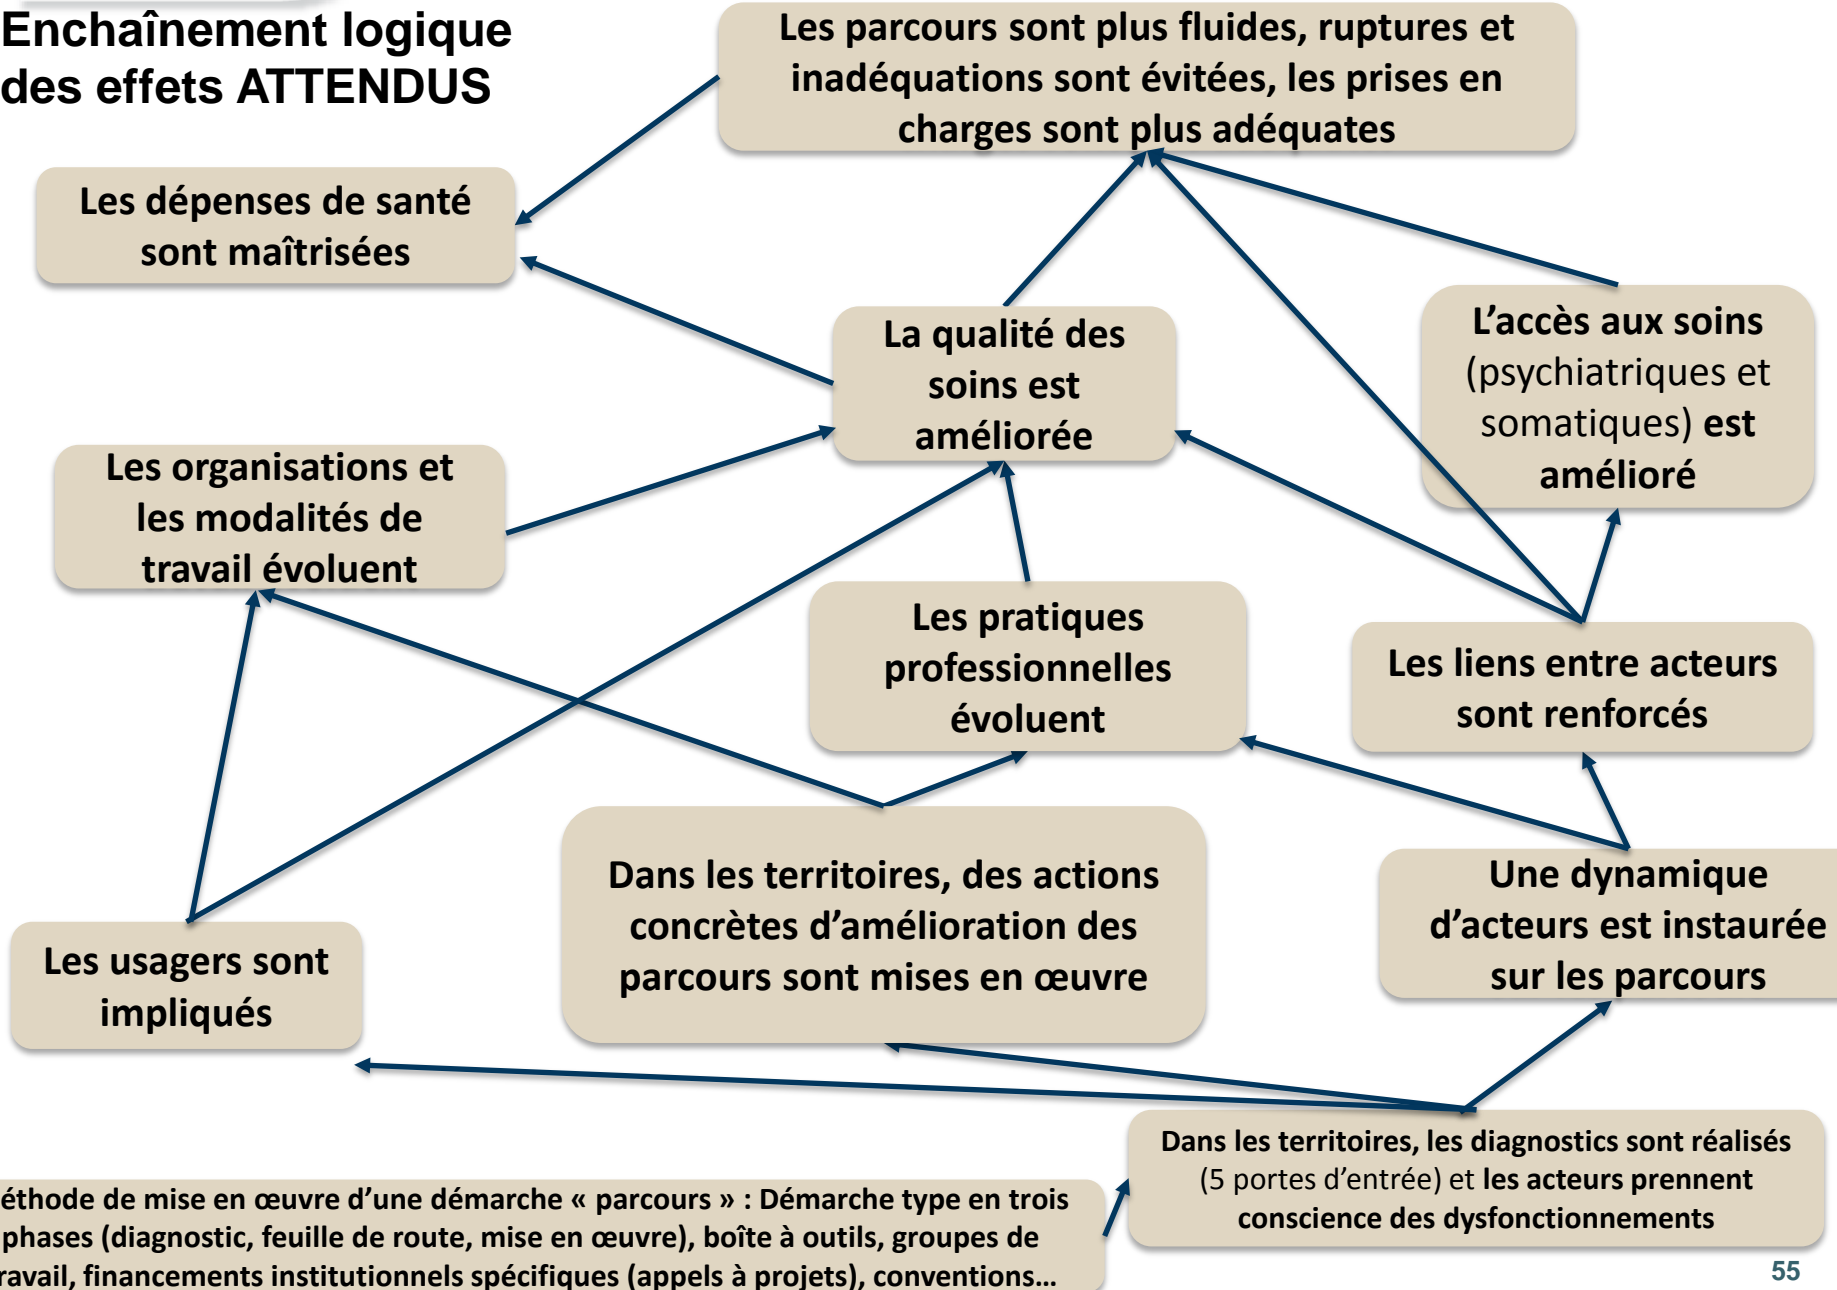 Enchaînement logique
des effets ATTENDUS
Les parcours sont plus fluides, ruptures et
inadéquations sont évitées, les prises en
charges sont plus adéquates
Les dépenses de santé
sont maîtrisées
La qualité des
soins est
améliorée
L’accès aux soins
(psychiatriques et
somatiques) est
amélioré
Les organisations et
les modalités de
travail évoluent
Les pratiques
professionnelles
évoluent
Les liens entre acteurs
sont renforcés
Dans les territoires, des actions
concrètes d’amélioration des
parcours sont mises en œuvre
Une dynamique
d’acteurs est instaurée
sur les parcours
Les usagers sont
impliqués
Dans les territoires, les diagnostics sont réalisés
(5 portes d’entrée) et les acteurs prennent
conscience des dysfonctionnements
éthode de mise en œuvre d’une démarche « parcours » : Démarche type en trois
phases (diagnostic, feuille de route, mise en œuvre), boîte à outils, groupes de
ravail, financements institutionnels spécifiques (appels à projets), conventions…
55